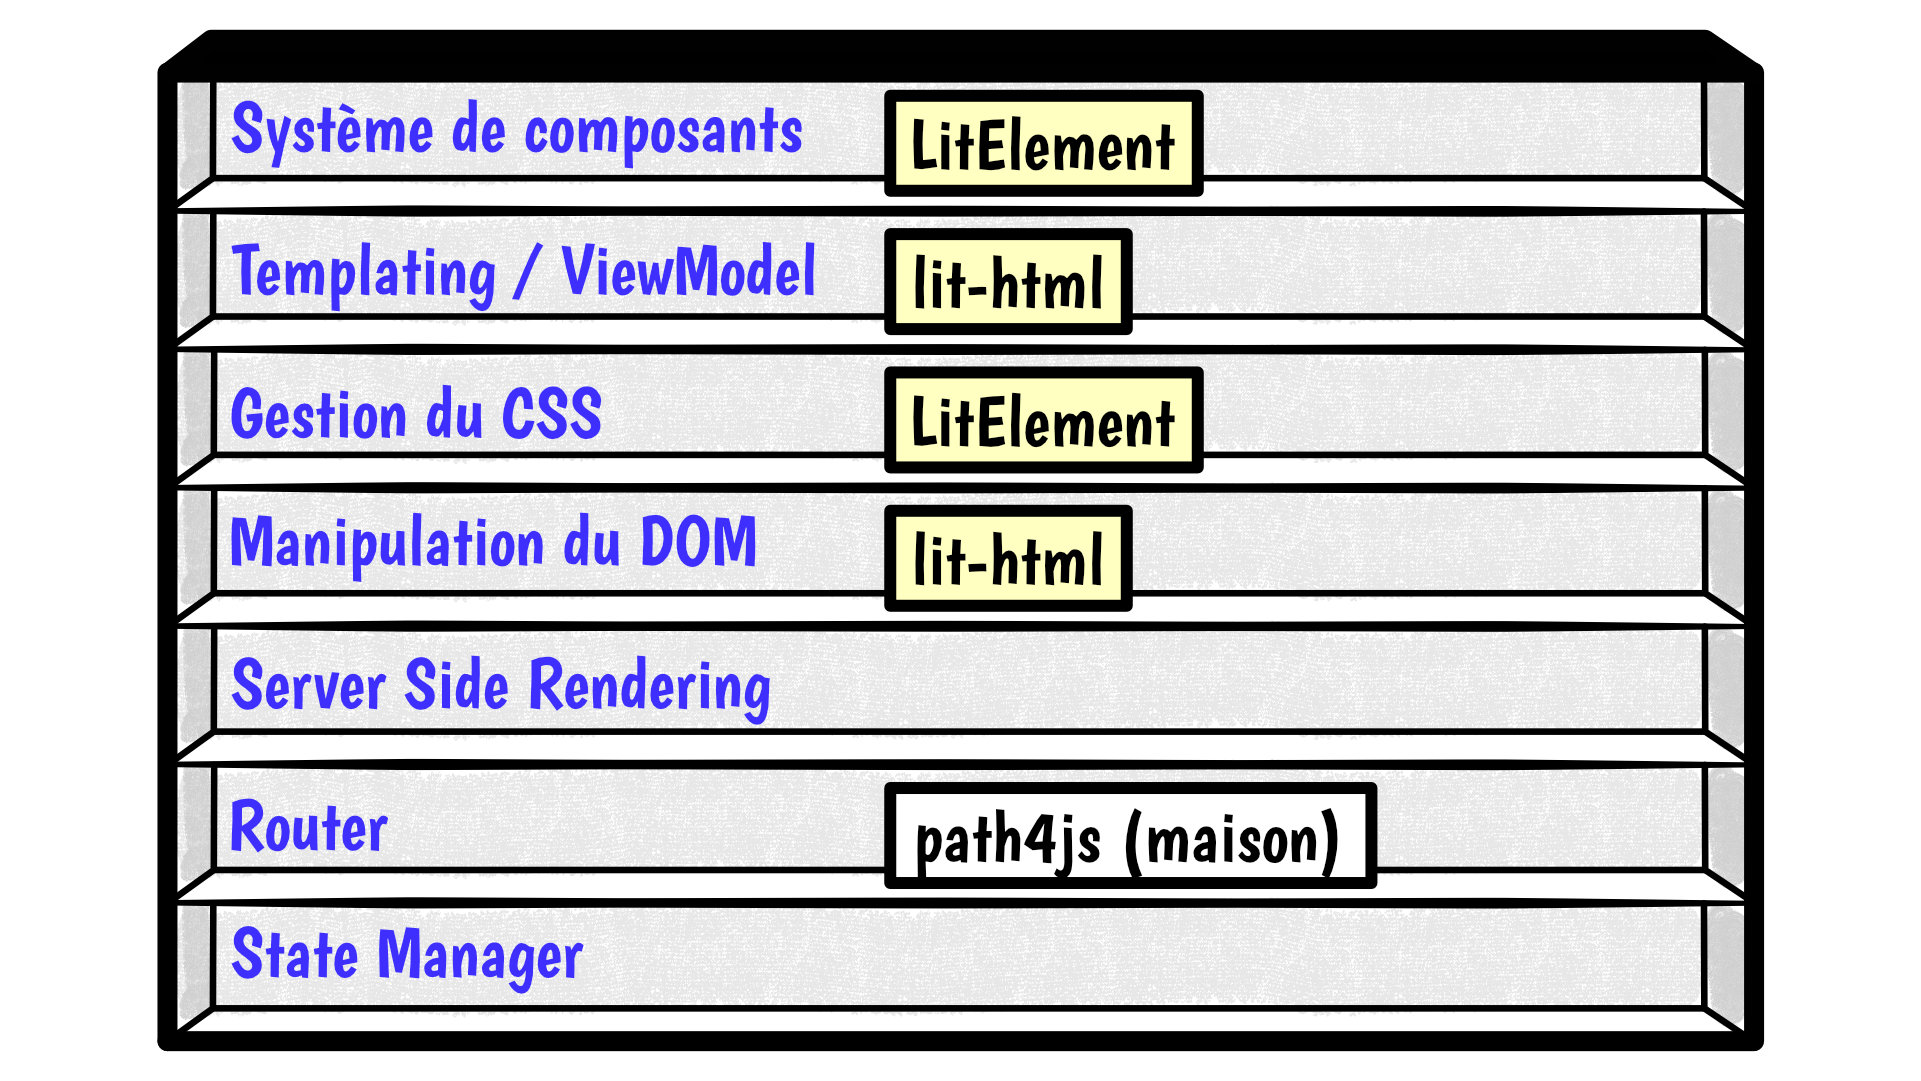 Système de composants LitElement
Templating / ViewModel lit-html
Gestion du CSS LitElement
Manipulation du DOM lit-html
Server Side Rendering
Router path4js (maison)
State Manager